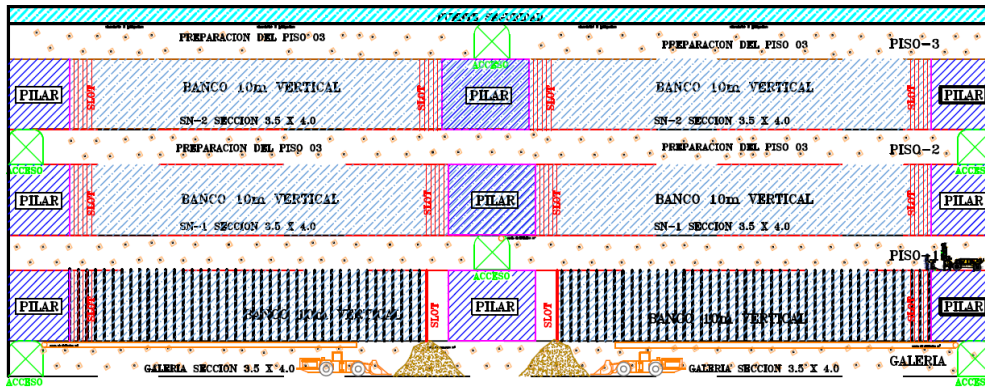 PUENTE SEGURIDAD
PREPARACION DEL PISO 03
PREPARACION DEL PISO 03
PISO-3
ACCESO
PILAR
SLOT
BANCO 10m VERTICAL
SLOT
PILAR
SLOT
BANCO 10m VERTICAL
SLOT
PILAR
SN-2 SECCION 3.5 X 4.0
SN-2 SECCION 3.5 X 4.0
PREPARACION DEL PISO 03
PREPARACION DEL PISO 03
PISO-2
ACCESO
ACCESO
PILAR
SLOT
BANCO 10m VERTICAL
SLOT
PILAR
SLOT
BANCO 10m VERTICAL
SLOT
PILAR
SN-1 SECCION 3.5 X 4.0
SN-1 SECCION 3.5 X 4.0
PISO-1
ACCESO
PILAR
SLOT
BANCO 10m VERTICAL
SLOT
PILAR
SLOT
BANCO 10m VERTICAL
SLOT
PILAR
GALERIA SECCION 3.5 X 4.0
GALERIA SECCION 3.5 X 4.0
GALERIA
ACCESO
ACCESO